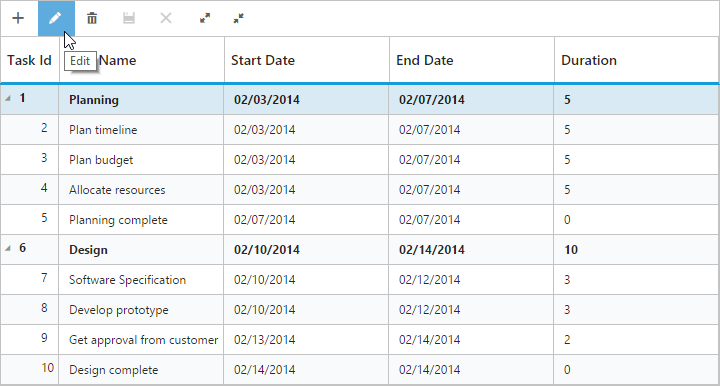 Task Id Name Start Date End Date Duration
Edit
1 Planning 02/03/2014 02/07/2014 5
2 Plan timeline 02/03/2014 02/07/2014 5
3 Plan budget 02/03/2014 02/07/2014 5
4 Allocate resources 02/03/2014 02/07/2014 5
5 Planning complete 02/07/2014 02/07/2014 0
6 Design 02/10/2014 02/14/2014 10
7 Software Specification 02/10/2014 02/12/2014 3
8 Develop prototype 02/10/2014 02/12/2014 3
9 Get approval from customer 02/13/2014 02/14/2014 2
10 Design complete 02/14/2014 02/14/2014 0